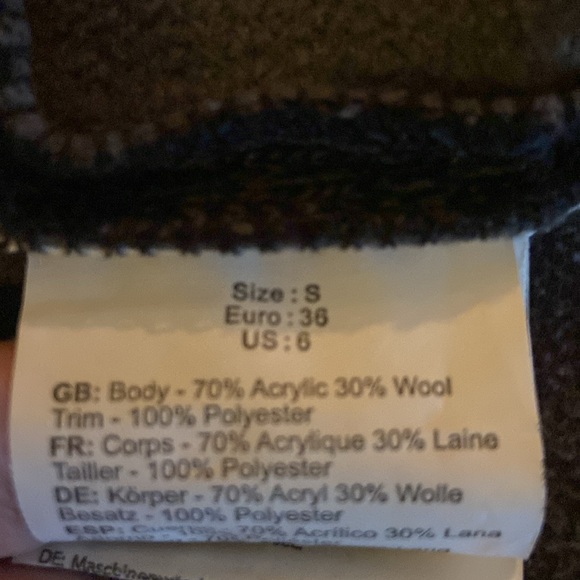 Size : S
Euro : 36
US : 6
GB: Body - 70% Acrylic 30% Wool
Trim - 100% Polyester
FR: Corps - 70% Acrylique 30% Laine
Tailler - 100% Polyester
DE: Körper - 70% Acryl 30% Wolle
Besatz - 100% Polyester
ESP: 70% Acrilico 30% Lana
DE: